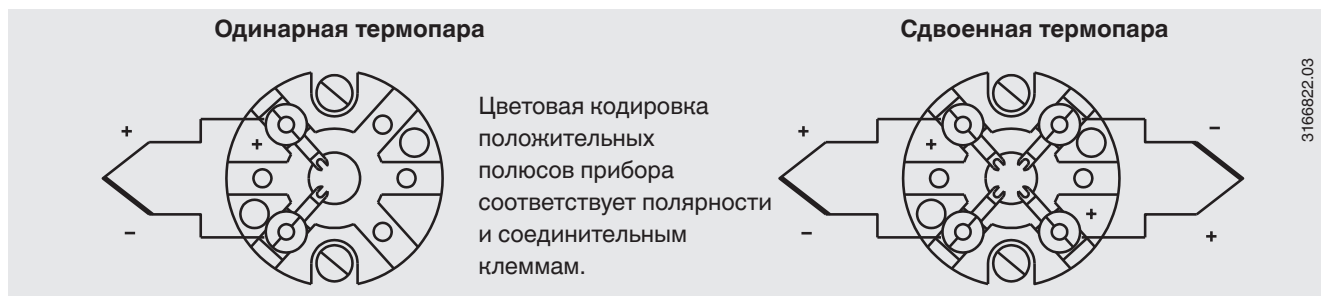 Одинарная термопара
Сдвоенная термопара
Цветовая кодировка
положительных
полюсов прибора
соответствует полярности
и соединительным
клеммам.
+
+
–
+
+
–
–
+
+
3166822.03